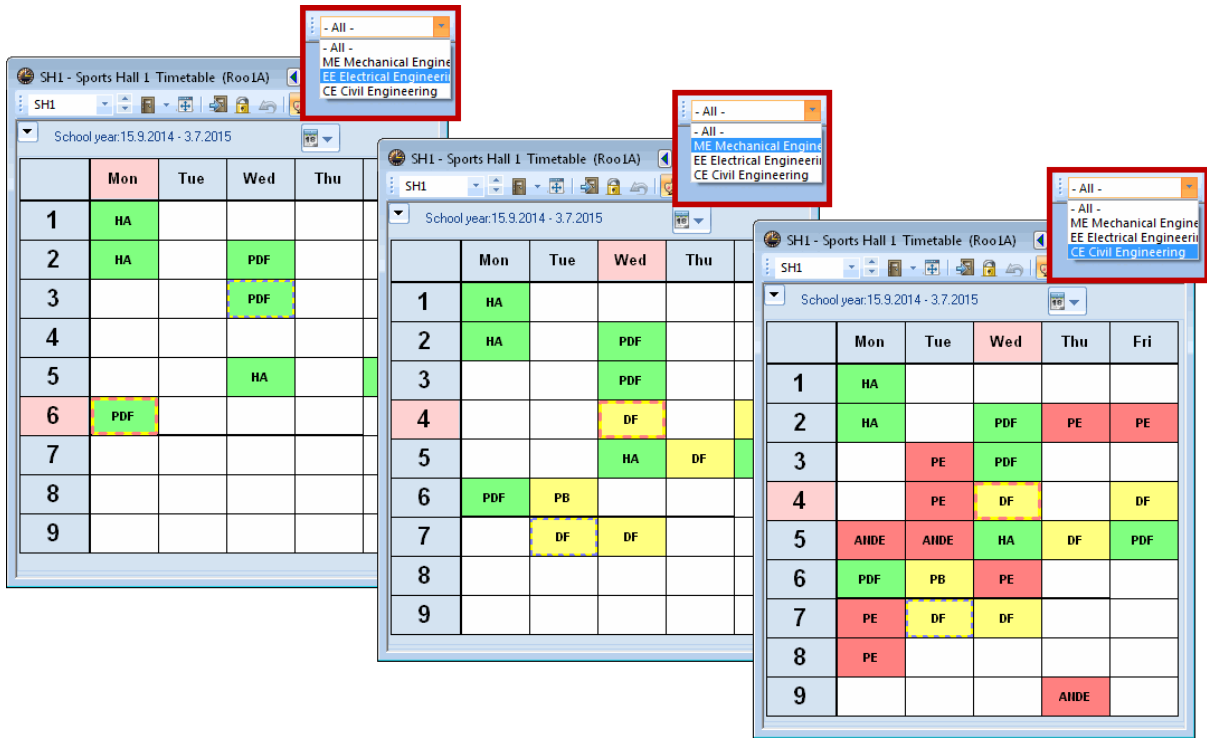 - All -
- All -
ME Mechanical Engine
EE Electrical Engineeri
CE Civil Engineering
SH1 - Sports Hall 1 Timetable (Roo1A)
SH1
School year:15.9.2014 - 3.7.2015
Mon Tue Wed Thu
1 HA
2 HA PDF
3 PDF
4
5 HA
6 PDF
7
8
9
- All -
- All -
ME Mechanical Engine
EE Electrical Engineeri
CE Civil Engineering
SH1 - Sports Hall 1 Timetable (Roo1A)
SH1
School year:15.9.2014 - 3.7.2015
Mon Tue Wed Thu
1 HA
2 HA PDF
3 PDF
4 DF
5 HA DF
6 PDF PB
7 DF DF
8
9
- All -
- All -
ME Mechanical Engine
EE Electrical Engineeri
CE Civil Engineering
SH1 - Sports Hall 1 Timetable (Roo1A)
SH1
School year:15.9.2014 - 3.7.2015
Mon Tue Wed Thu Fri
1 HA
2 HA PDF PE PE
3 PE PDF
4 PE DF DF
5 ANDE ANDE HA DF PDF
6 PDF PB PE
7 PE DF DF
8 PE
9 ANDE